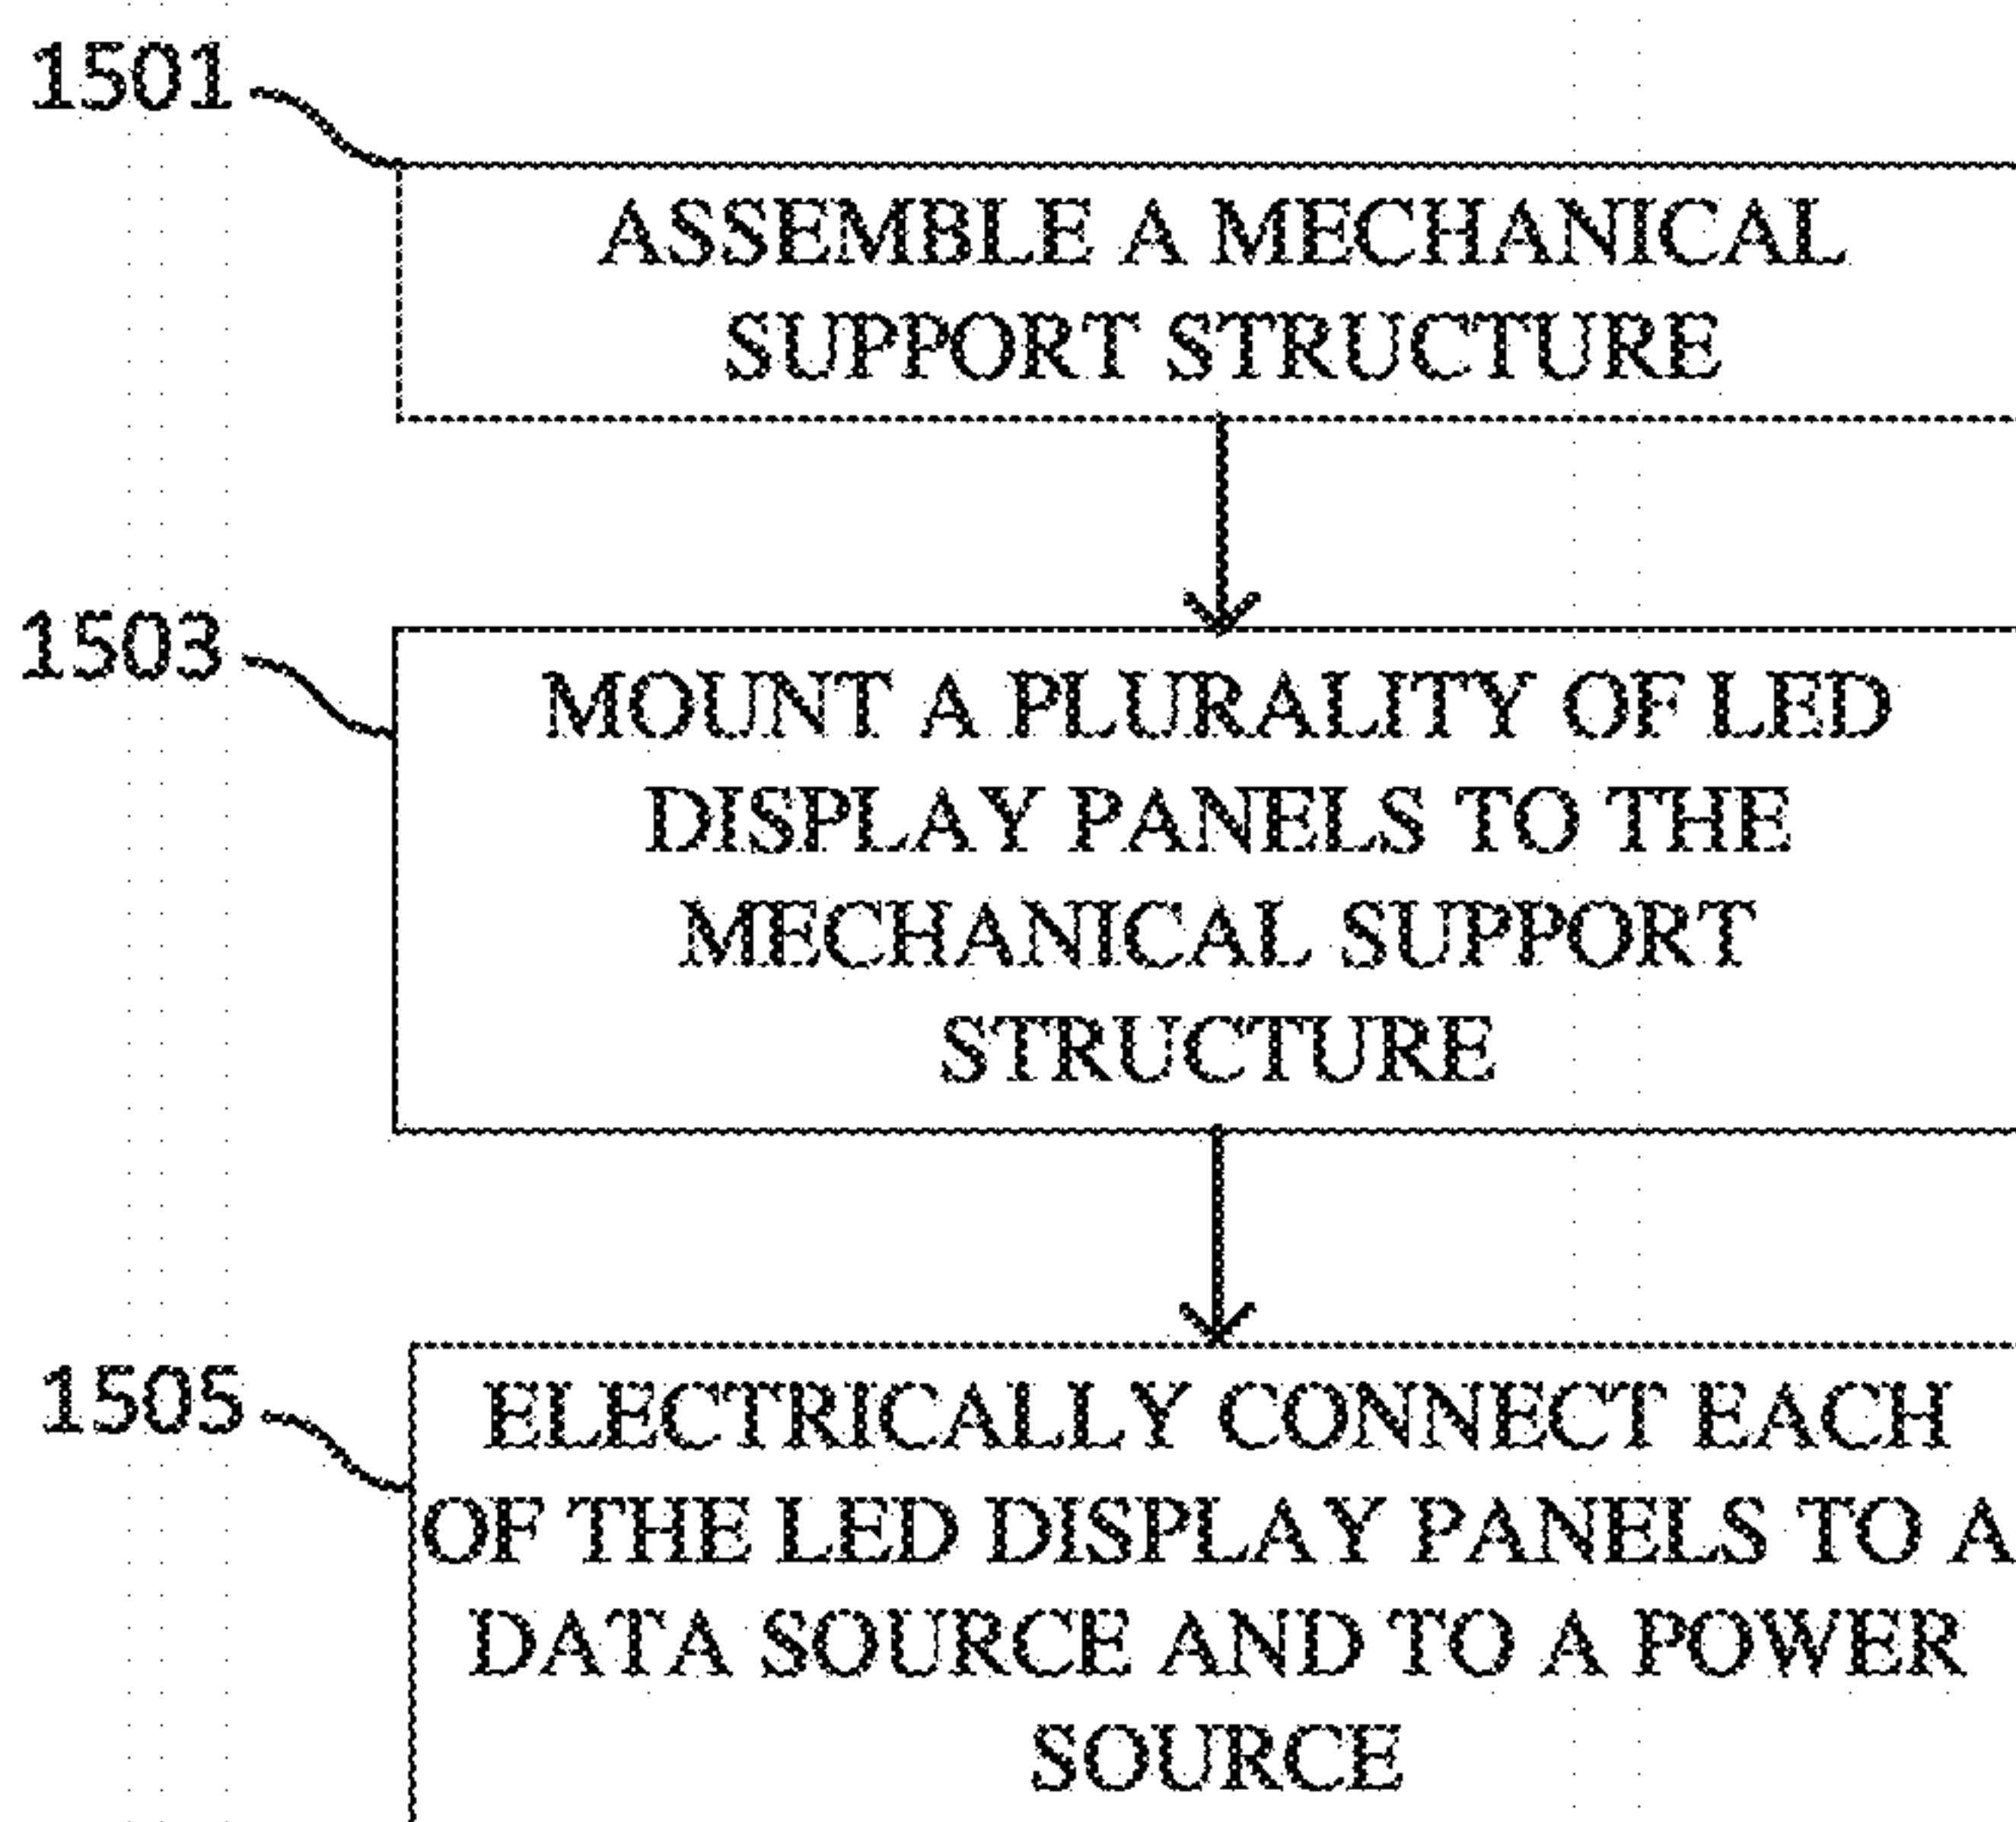 1501
ASSEMBLE A MECHANICAL
SUPPORT STRUCTURE
1503
MOUNT A PLURALITY OF LED
DISPLAY PANELS TO THE
MECHANICAL SUPPORT
STRUCTURE
1505
ELECTRICALLY CONNECT EACH
OF THE LED DISPLAY PANELS TO A
DATA SOURCE AND TO A POWER
SOURCE